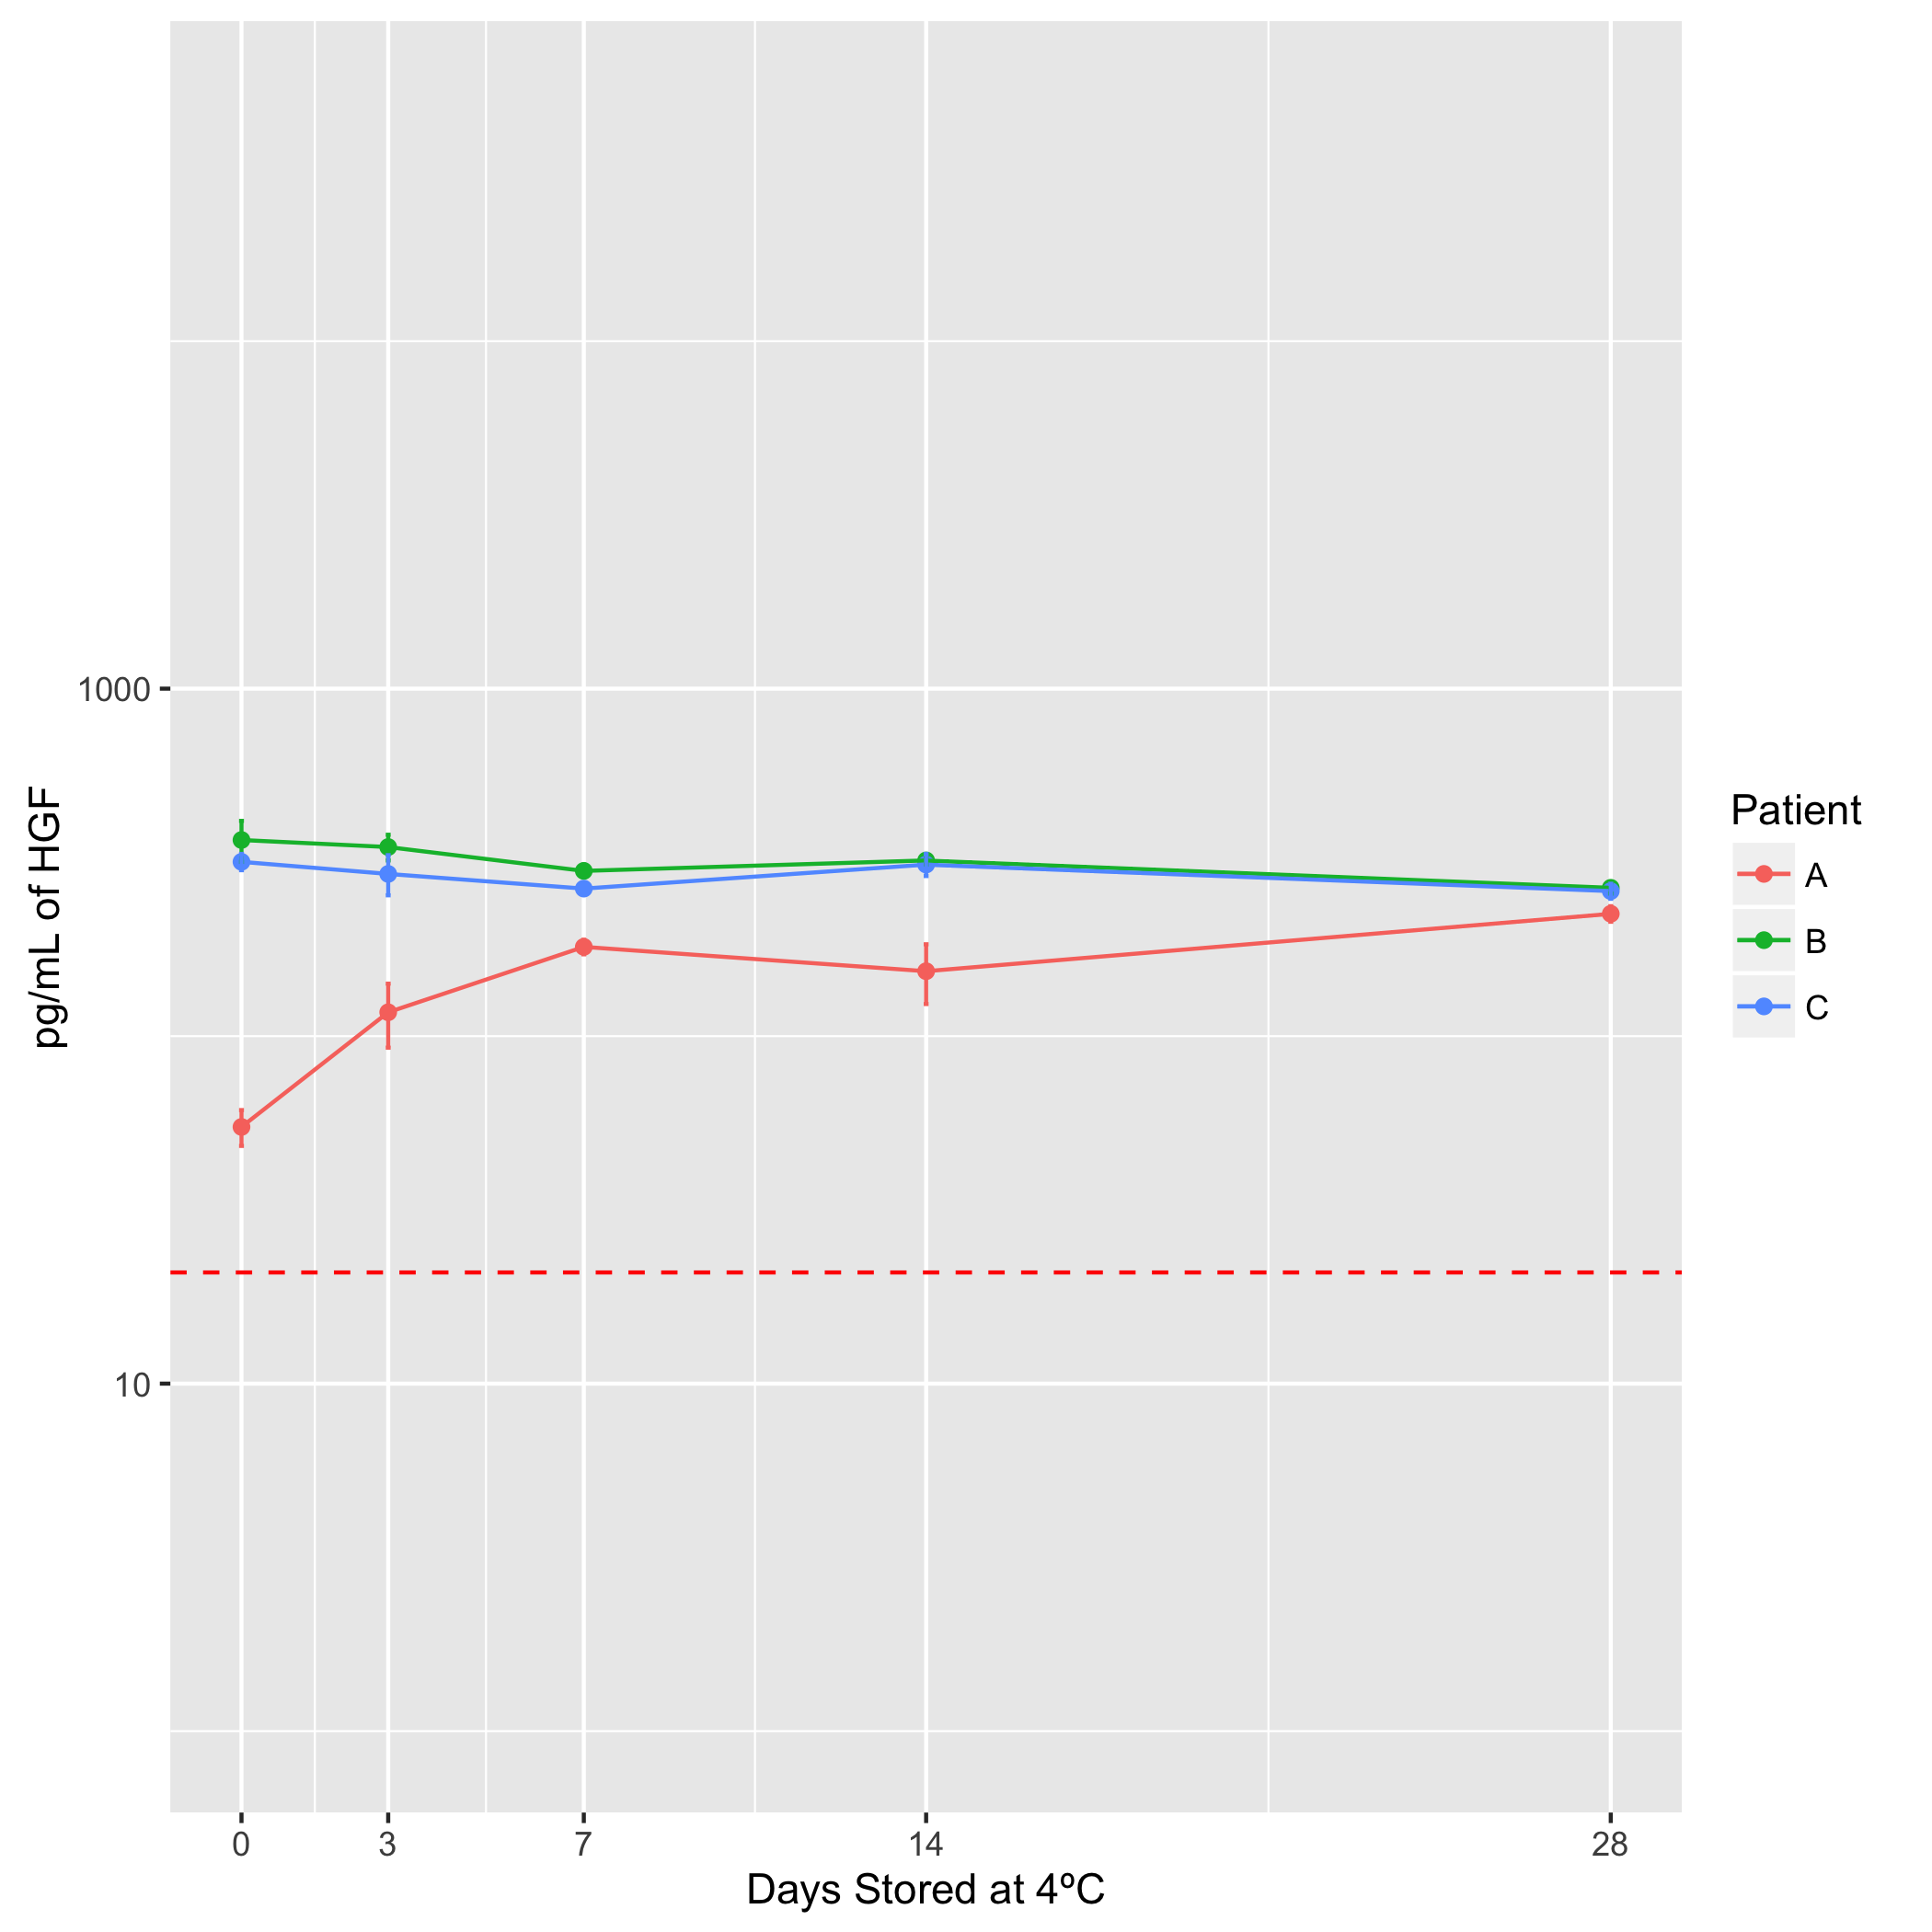 pg/mL of HGF
1000
10
0 3 7 14 28
Days Stored at 4ºC
Patient
A
B
C